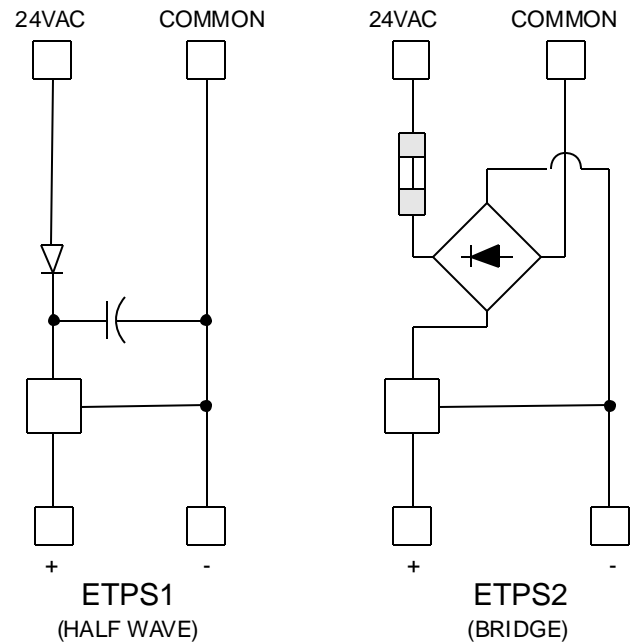 24VAC COMMON 24VAC COMMON
+ - + -
ETPS1 ETPS2
(HALF WAVE) (BRIDGE)